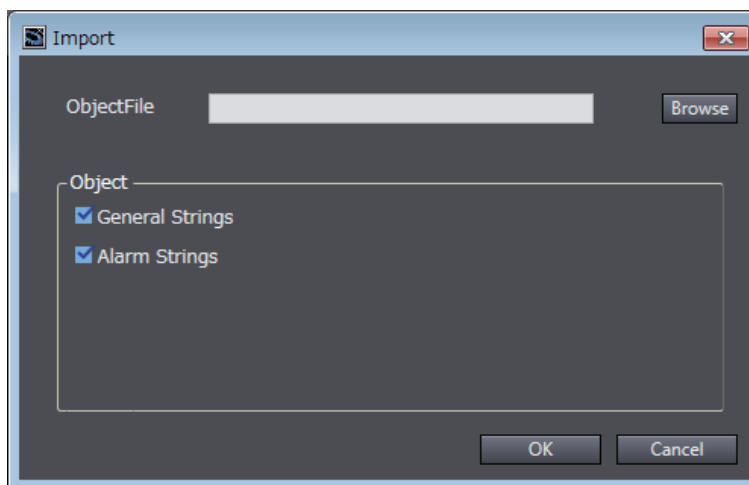 Import
ObjectFile Browse
Object
General Strings
Alarm Strings
OK Cancel